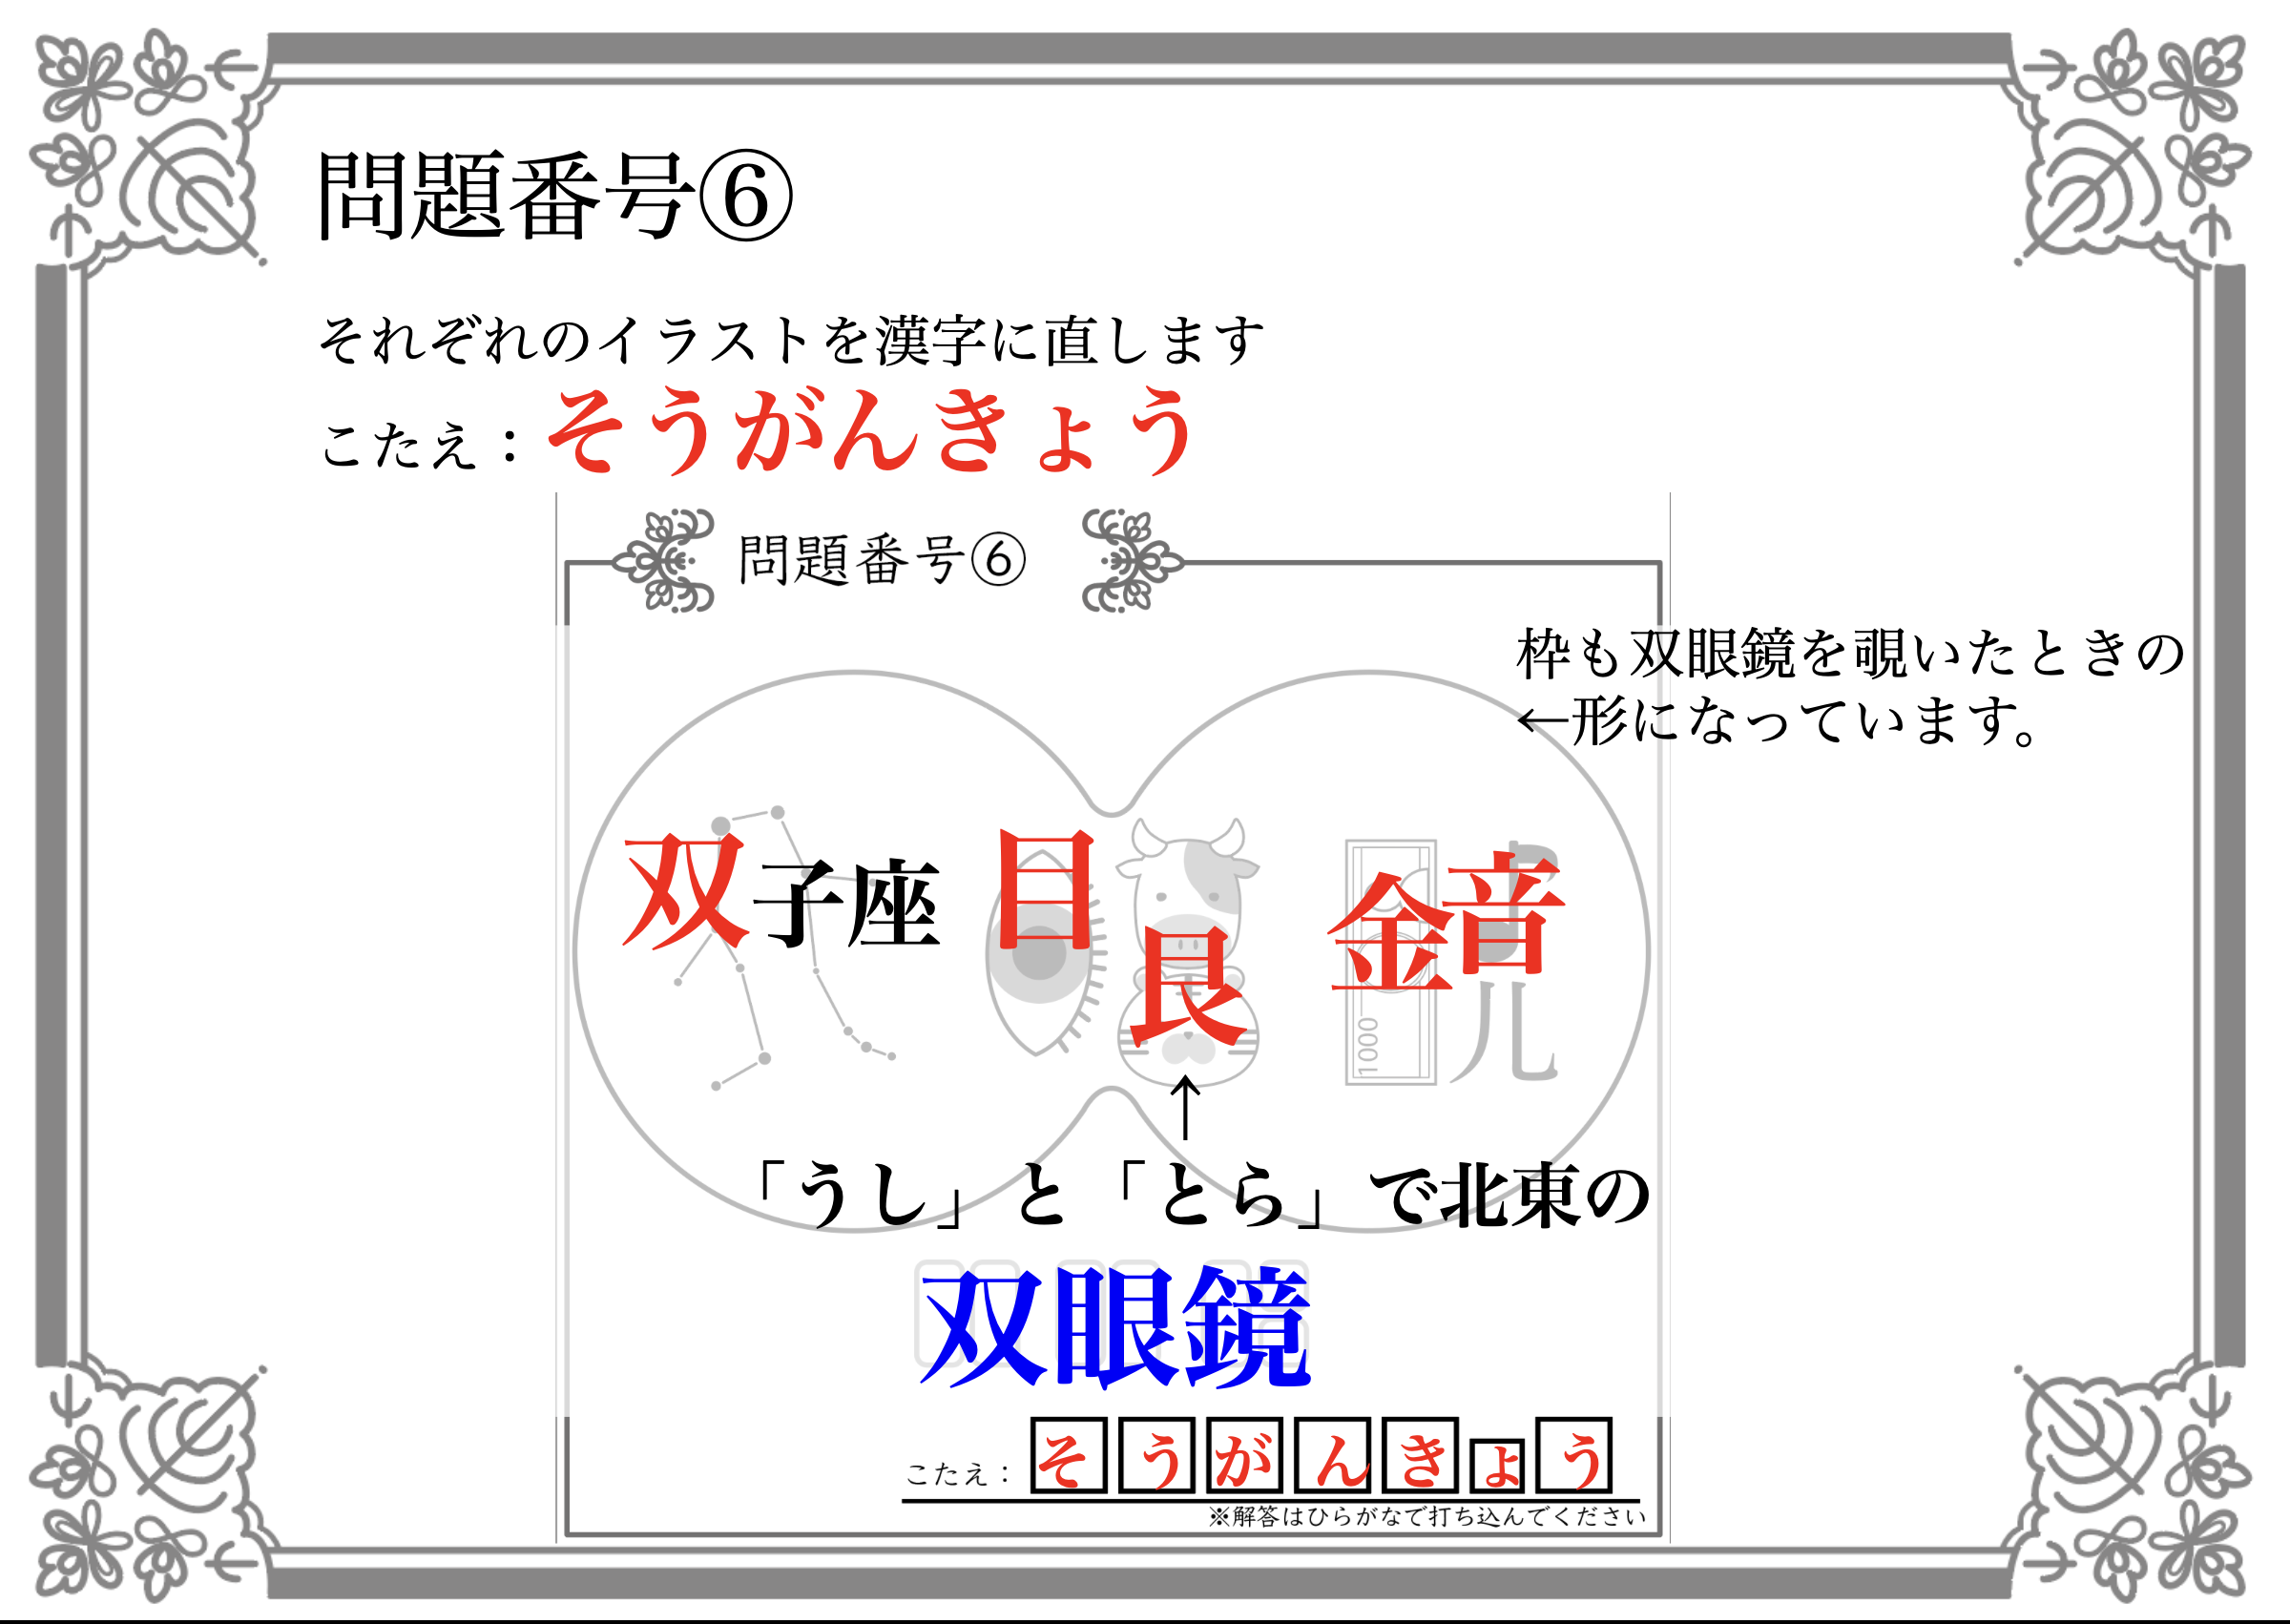 問題番号⑥
それぞれのイラストを漢字に直します
こたえ：そうがんきょう
問題番号⑥
枠も双眼鏡を覗いたときの
←形になっています。
双子座 目 艮 金 音
1000
儿
↑
「うし」と「とら」で北東の
双眼鏡
こたえ： そうがんきょう
※解答はひらがなで打ち込んでください